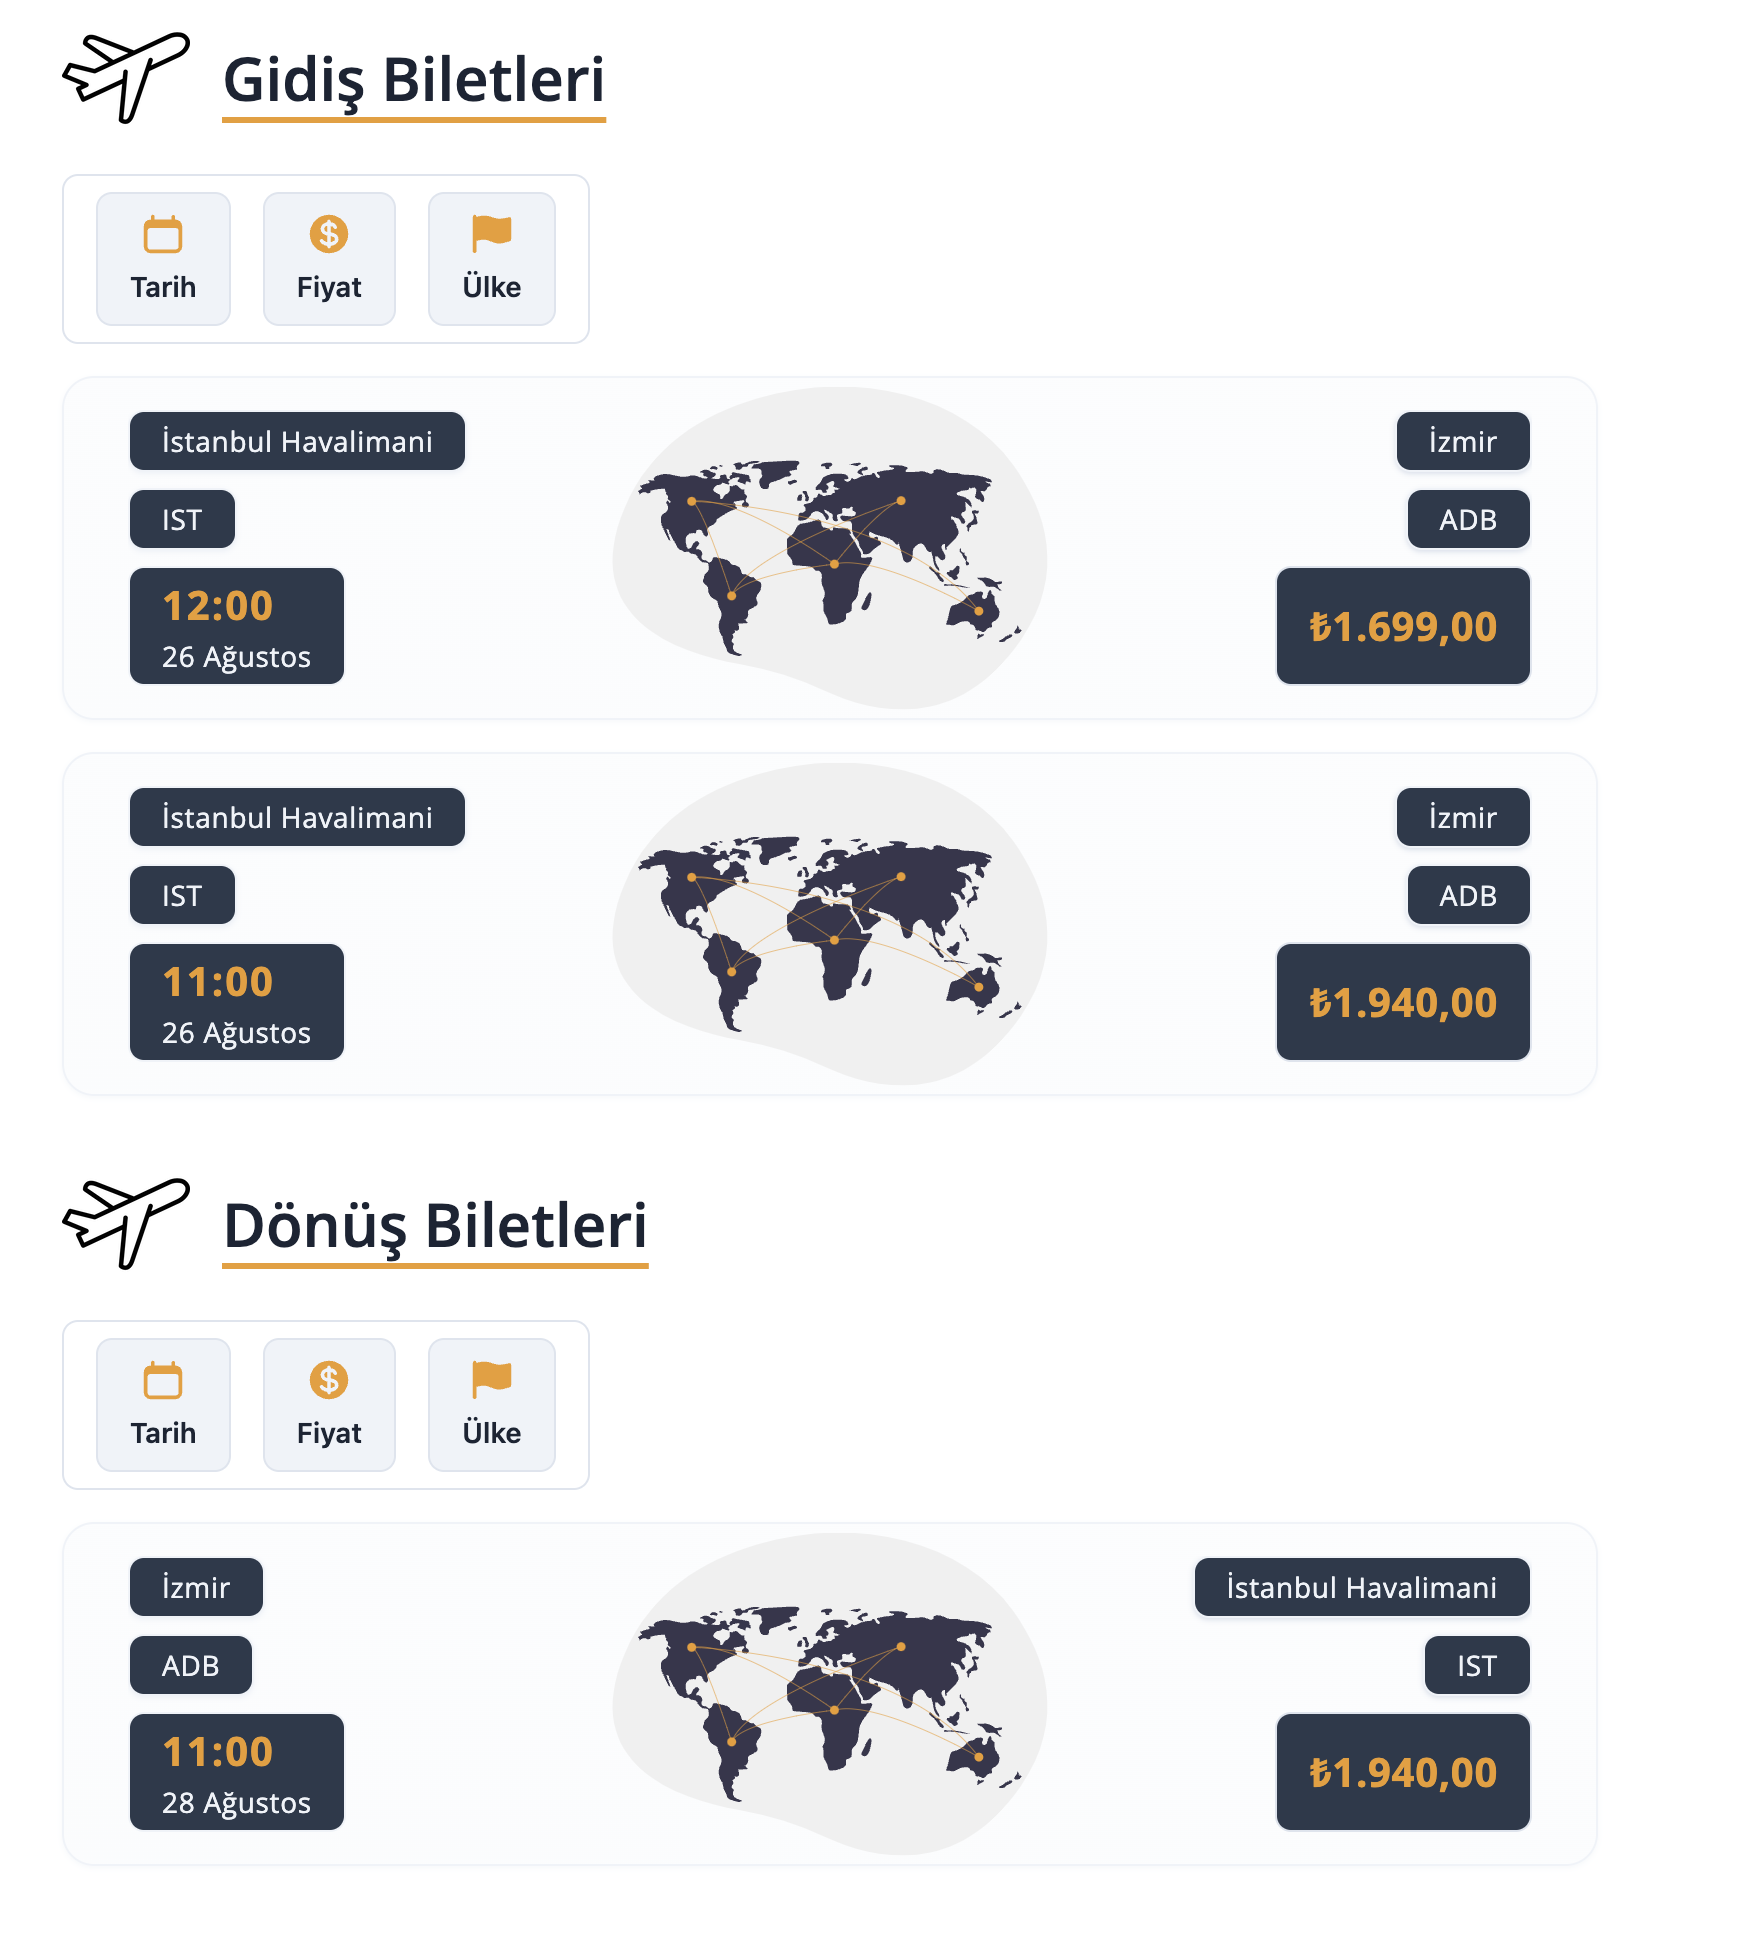 Gidiş Biletleri
Tarih
Fiyat
Ülke
İstanbul Havalimani
İzmir
IST
ADB
12:00
26 Ağustos
₺1.699,00
İstanbul Havalimani
İzmir
IST
ADB
11:00
26 Ağustos
₺1.940,00
Dönüş Biletleri
Tarih
Fiyat
Ülke
İzmir
İstanbul Havalimani
ADB
IST
11:00
28 Ağustos
₺1.940,00